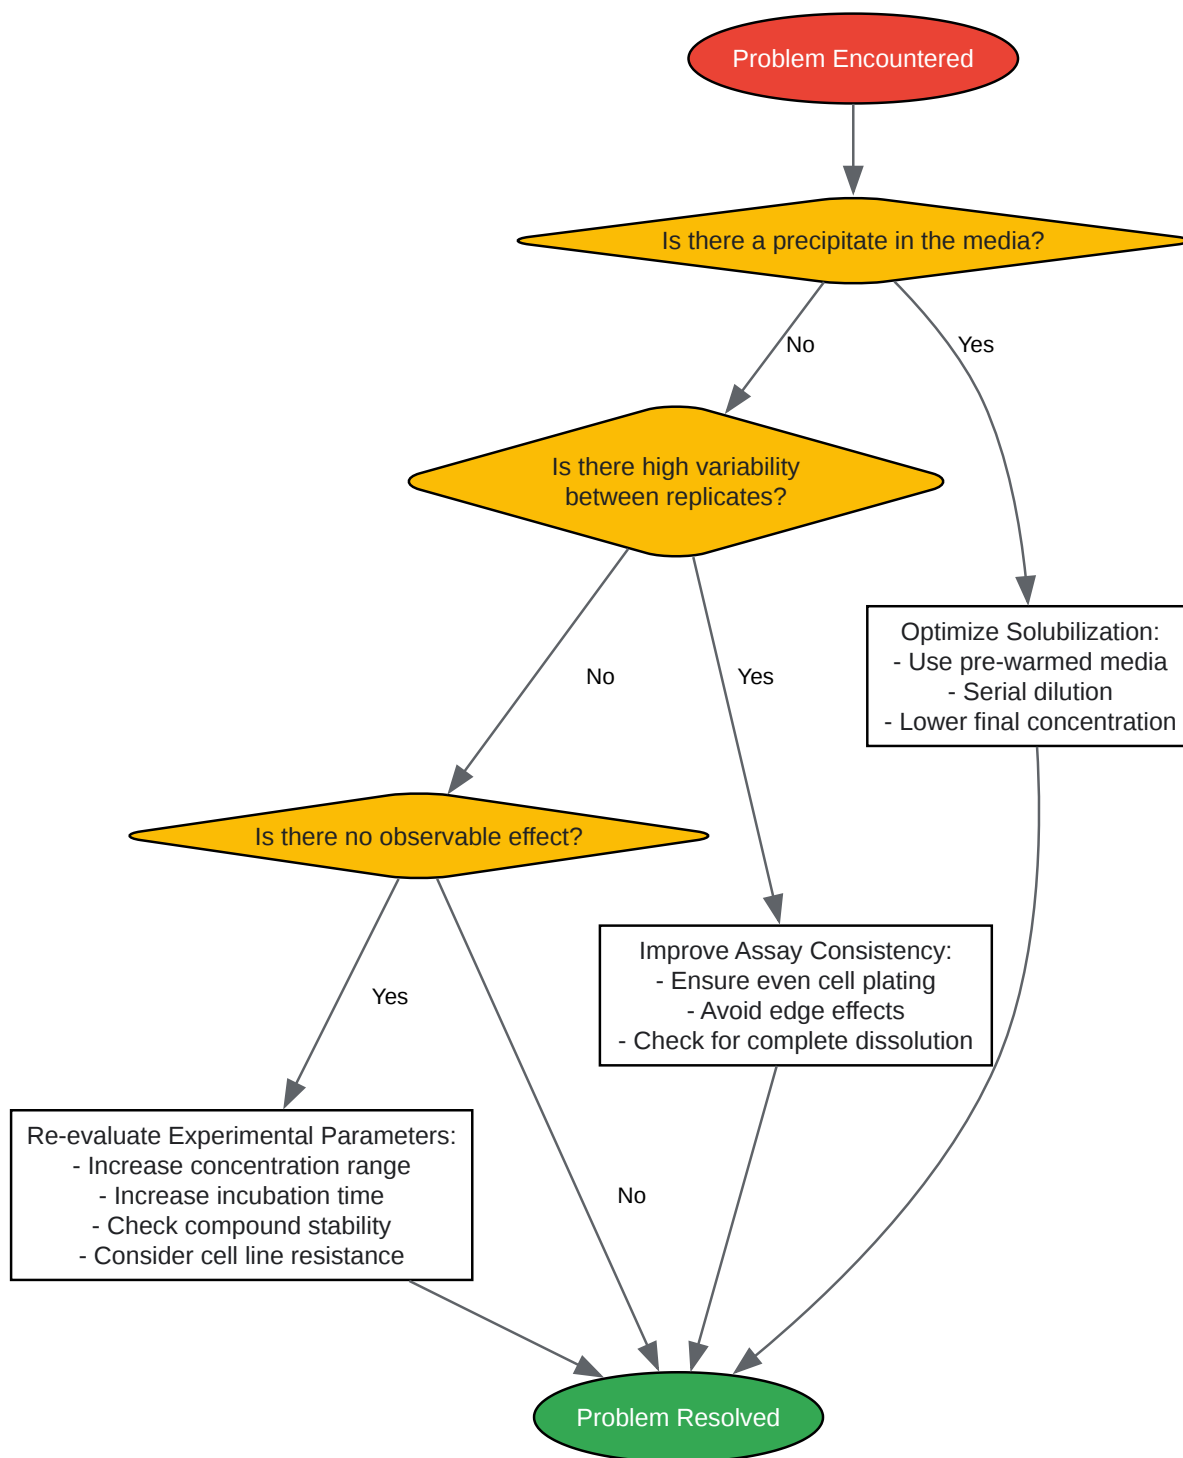 Problem Encountered
Is there a precipitate in the media?
No
Yes
Is there high variability
between replicates?
No
Yes
Optimize Solubilization:
- Use pre-warmed media
- Serial dilution
- Lower final concentration
Is there no observable effect?
Yes
No
Improve Assay Consistency:
- Ensure even cell plating
- Avoid edge effects
- Check for complete dissolution
Re-evaluate Experimental Parameters:
- Increase concentration range
- Increase incubation time
- Check compound stability
- Consider cell line resistance
Problem Resolved